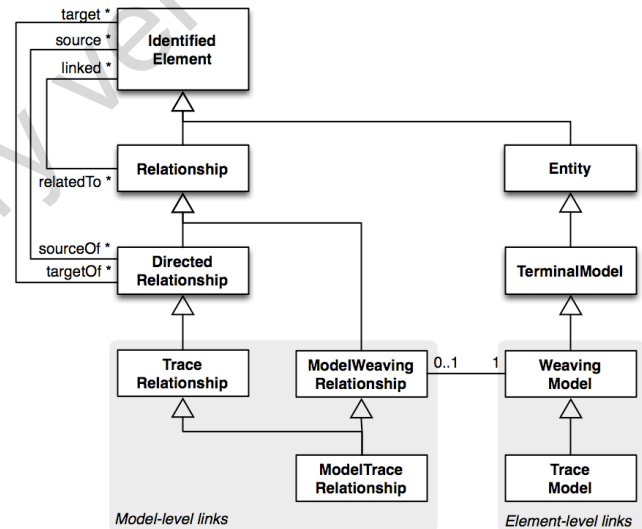 target *
source *
linked *
Identified
Element
relatedTo *
Relationship
Entity
sourceOf *
targetOf *
Directed
Relationship
TerminalModel
Trace
Relationship
ModelWeaving
Relationship
0..1
1
Weaving
Model
ModelTrace
Relationship
Trace
Model
Model-level links
Element-level links